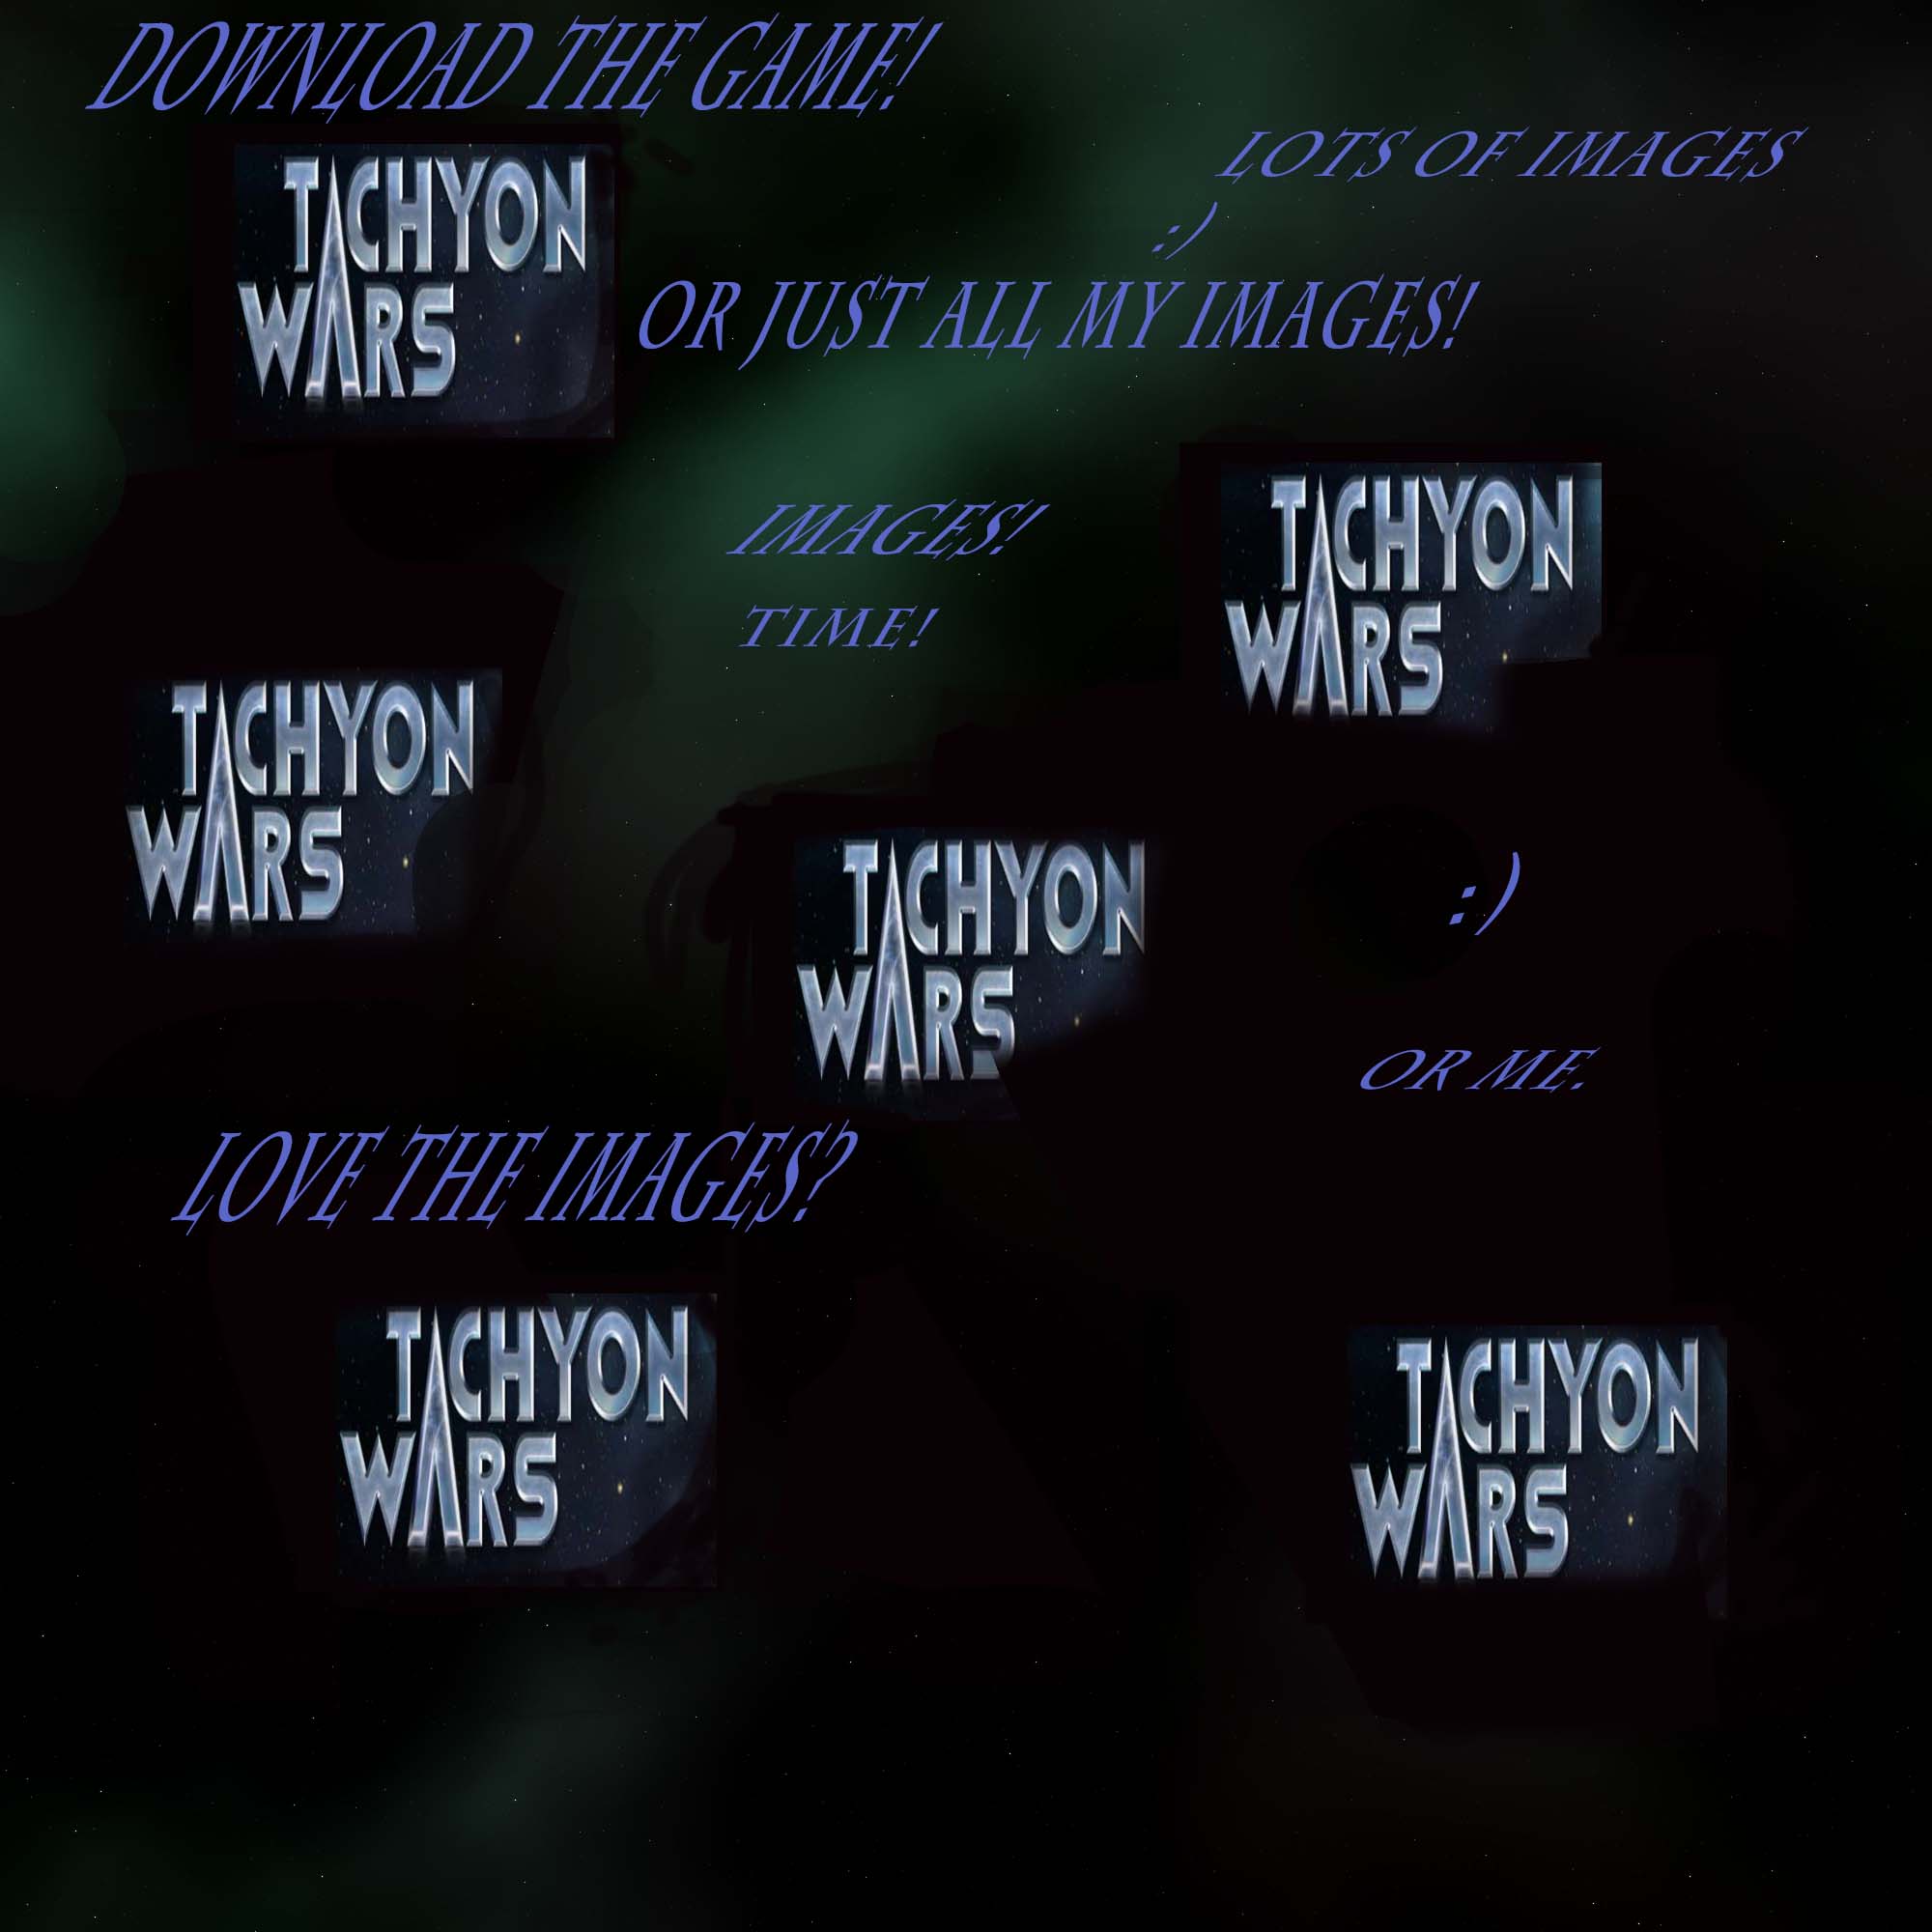 DOWNLOAD THE GAME!
LOTS OF IMAGES
:)
TACHYON
WARS
OR JUST ALL MY IMAGES!
IMAGES!
TIME!
TACHYON
WARS
TACHYON
WARS
TACHYON
WARS
:)
OR ME.
LOVE THE IMAGES?
TACHYON
WARS
TACHYON
WARS